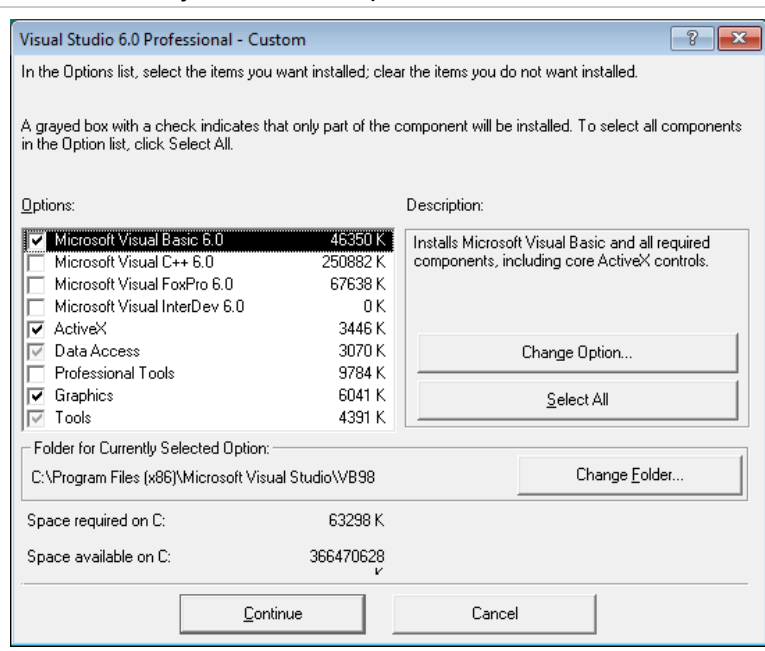 Visual Studio 6.0 Professional - Custom
In the Options list, select the items you want installed; clear the items you do not want installed.
A grayed box with a check indicates that only part of the component will be installed. To select all components
in the Option list, click Select All.
Options:
Description:
Microsoft Visual Basic 6.0 46350 K
Microsoft Visual C++ 6.0 250882 K
Microsoft Visual FoxPro 6.0 67638 K
Microsoft Visual InterDev 6.0 0 K
ActiveX 3446 K
Data Access 3070 K
Professional Tools 9784 K
Graphics 6041 K
Tools 4391 K
Installs Microsoft Visual Basic and all required
components, including core ActiveX controls.
Change Option...
Select All
Folder for Currently Selected Option:
C:\Program Files (x86)\Microsoft Visual Studio\VB98
Change Folder...
Space required on C: 63298 K
Space available on C: 366470628
Continue
Cancel